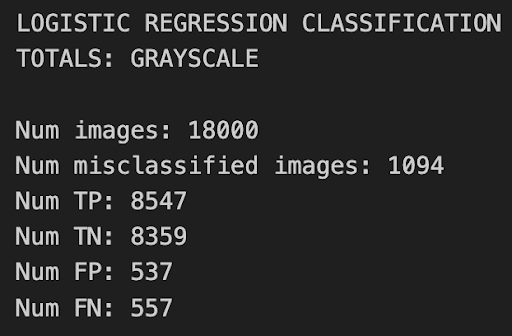 LOGISTIC REGRESSION CLASSIFICATION
TOTALS: GRAYSCALE
Num images: 18000
Num misclassified images: 1094
Num TP: 8547
Num TN: 8359
Num FP: 537
Num FN: 557